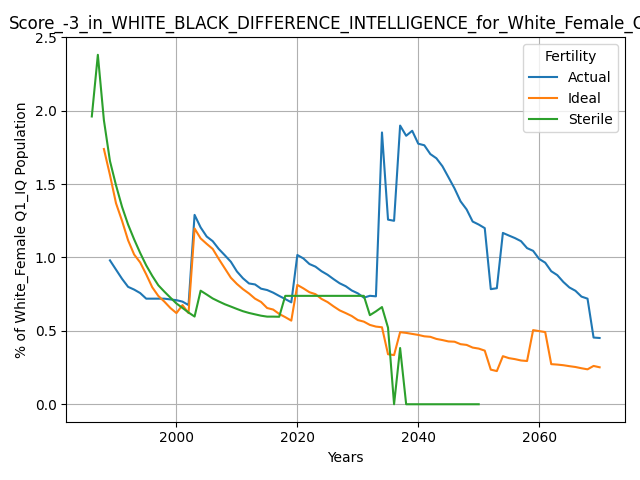 Score_-3_in_WHITE_BLACK_DIFFERENCE_INTELLIGENCE_for_White_Female_
Fertility
Actual
Ideal
Sterile
% of White_Female Q1_IQ Population
2.5
2.0
1.5
1.0
0.5
0.0
2000
2020
2040
2060
Years